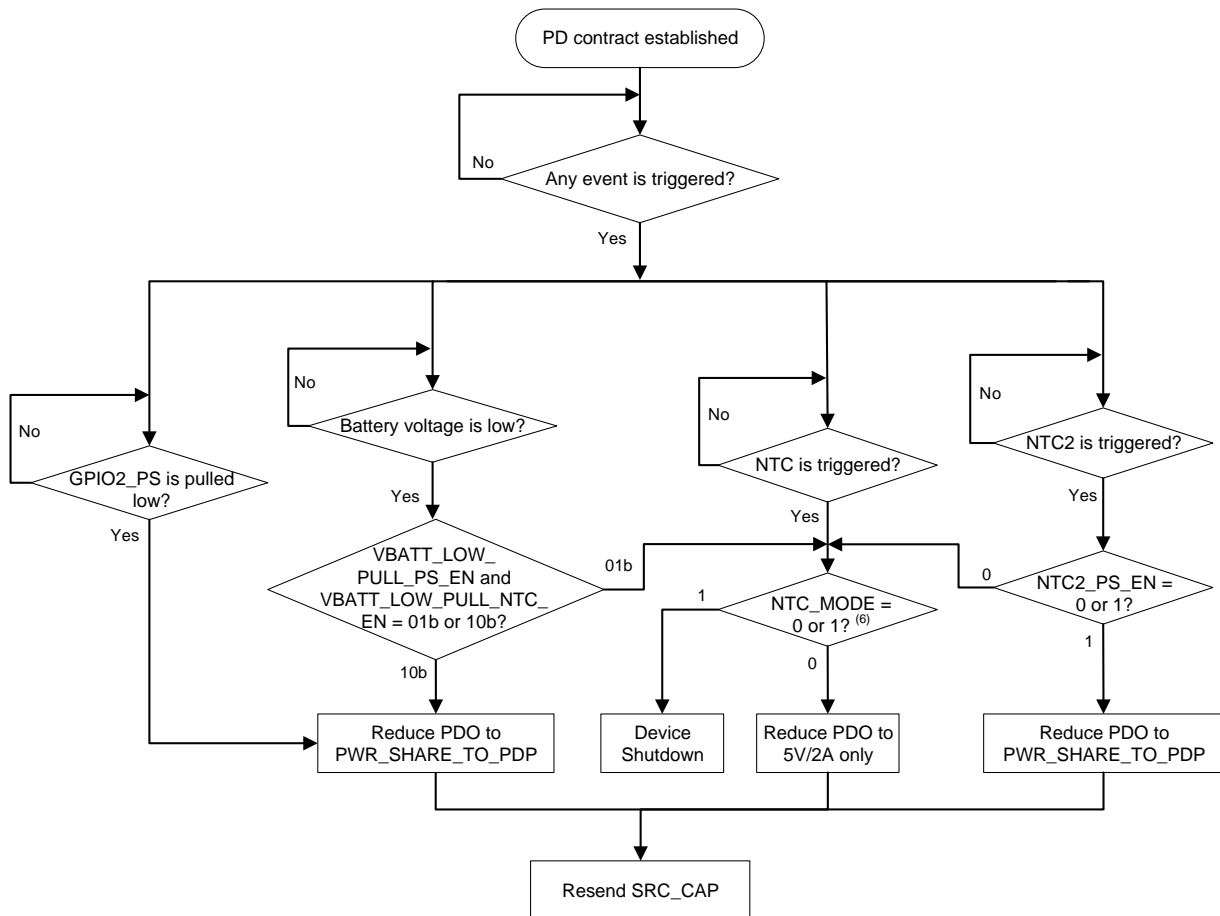 PD contract established
No
Any event is triggered?
Yes
No
GPIO2_PS is pulled
low?
Yes
No
Battery voltage is low?
Yes
VBATT_LOW_
PULL_PS_EN and
VBATT_LOW_PULL_NTC_
EN = 01b or 10b?
01b
10b
No
NTC is triggered?
Yes
NTC_MODE =
0 or 1? (6)
1
0
No
NTC2 is triggered?
Yes
NTC2_PS_EN =
0 or 1?
0
1
Reduce PDO to
PWR_SHARE_TO_PDP
Device
Shutdown
Reduce PDO to
5V/2A only
Reduce PDO to
PWR_SHARE_TO_PDP
Resend SRC_CAP